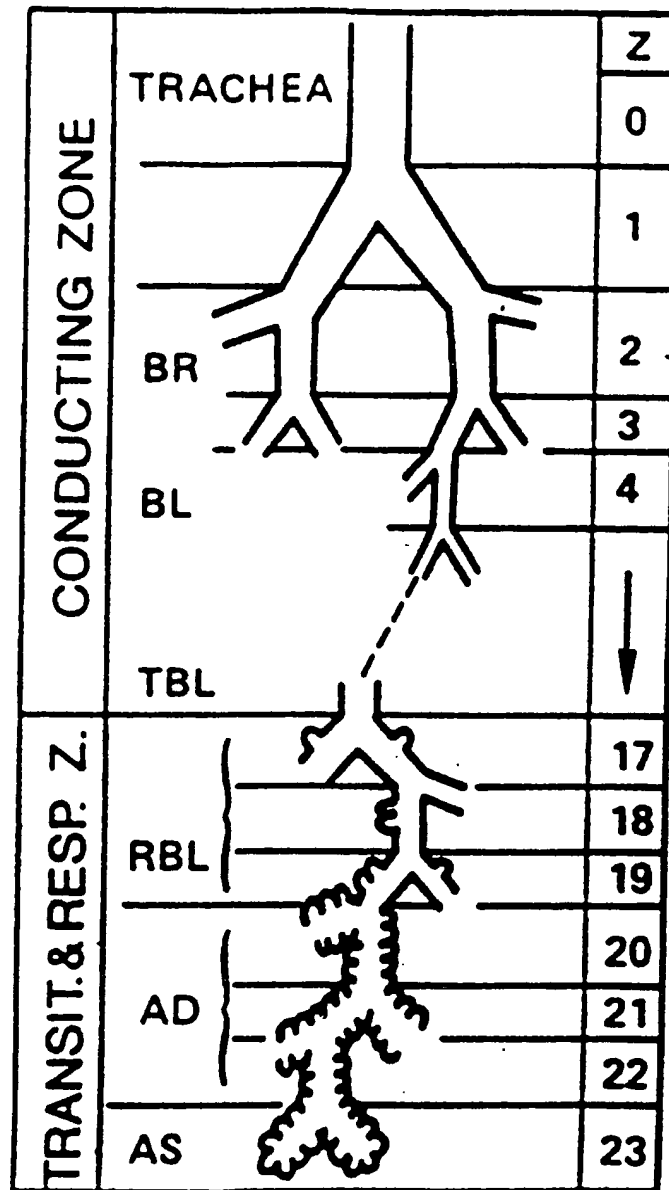 Z
TRACHEA
0
1
BR
2
3
BL
4
TBL
17
18
RBL
19
20
AD
21
22
AS
23
CONDUCTING ZONE
TRANSIT.& RESP. Z.